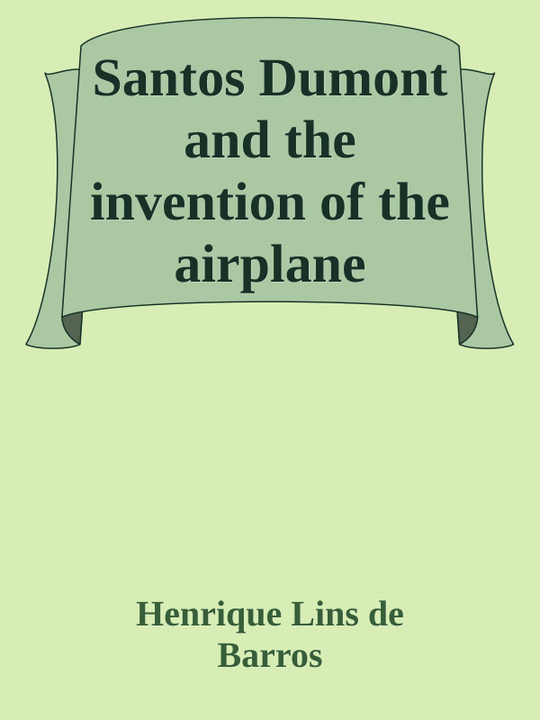 Santos Dumont
and the
invention of the
airplane
Henrique Lins de
Barros